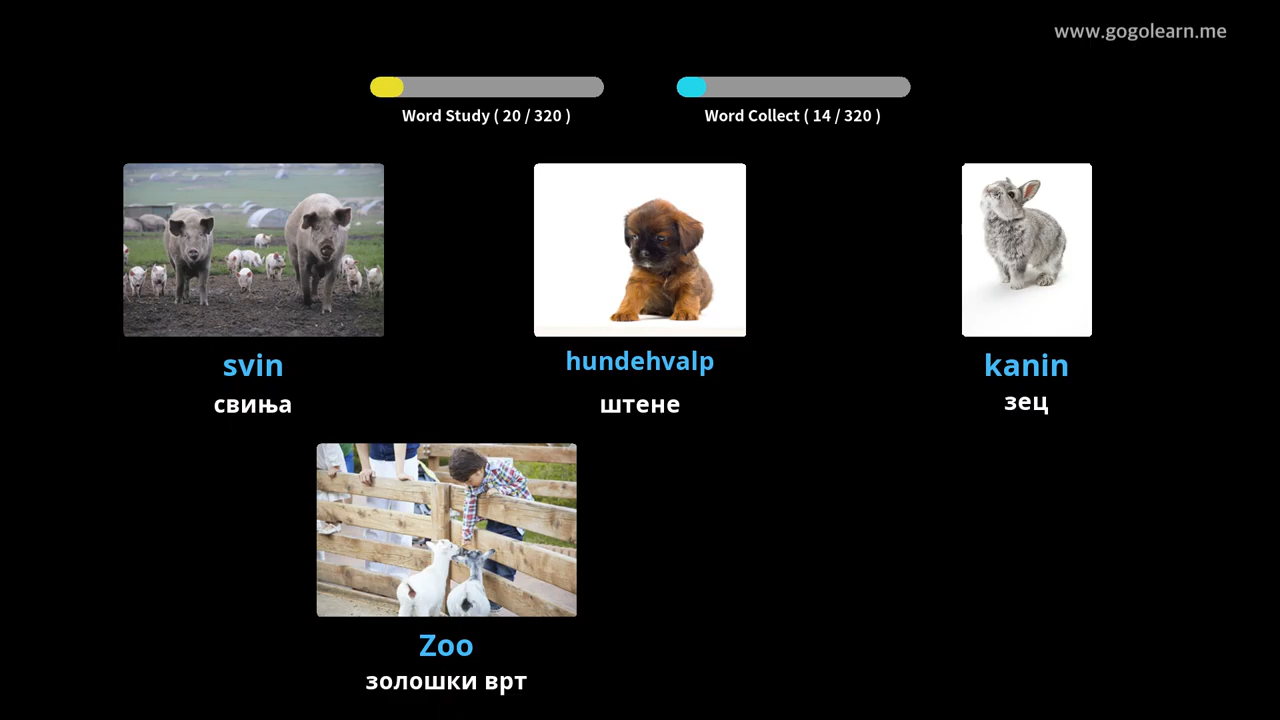 www.gogolearn.me
Word Study ( 20 / 320 )
Word Collect ( 14 / 320 )
svin
hundehvalp
kanin
свиња
штене
зец
Zoo
золошки врт